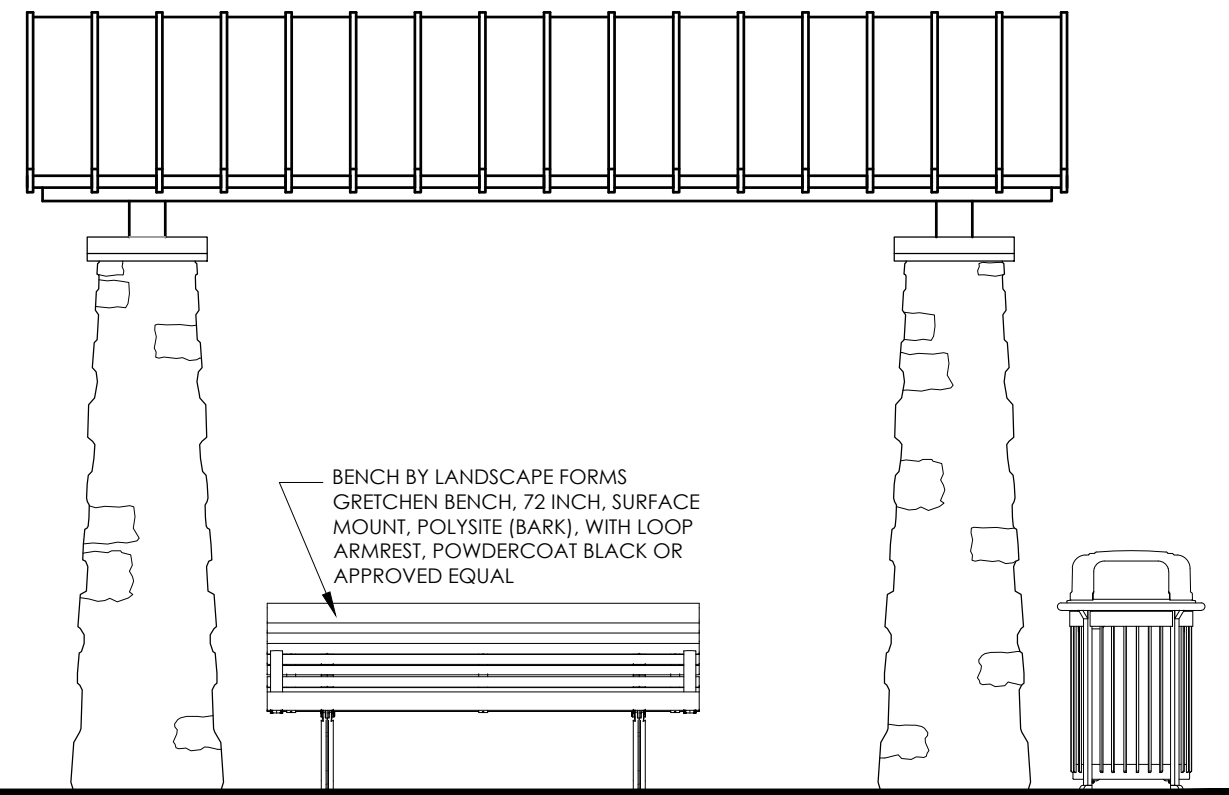 BENCH BY LANDSCAPE FORMS
GRETCHEN BENCH, 72 INCH, SURFACE
MOUNT, POLYSITE (BARK), WITH LOOP
ARMREST, POWDERCOAT BLACK OR
APPROVED EQUAL